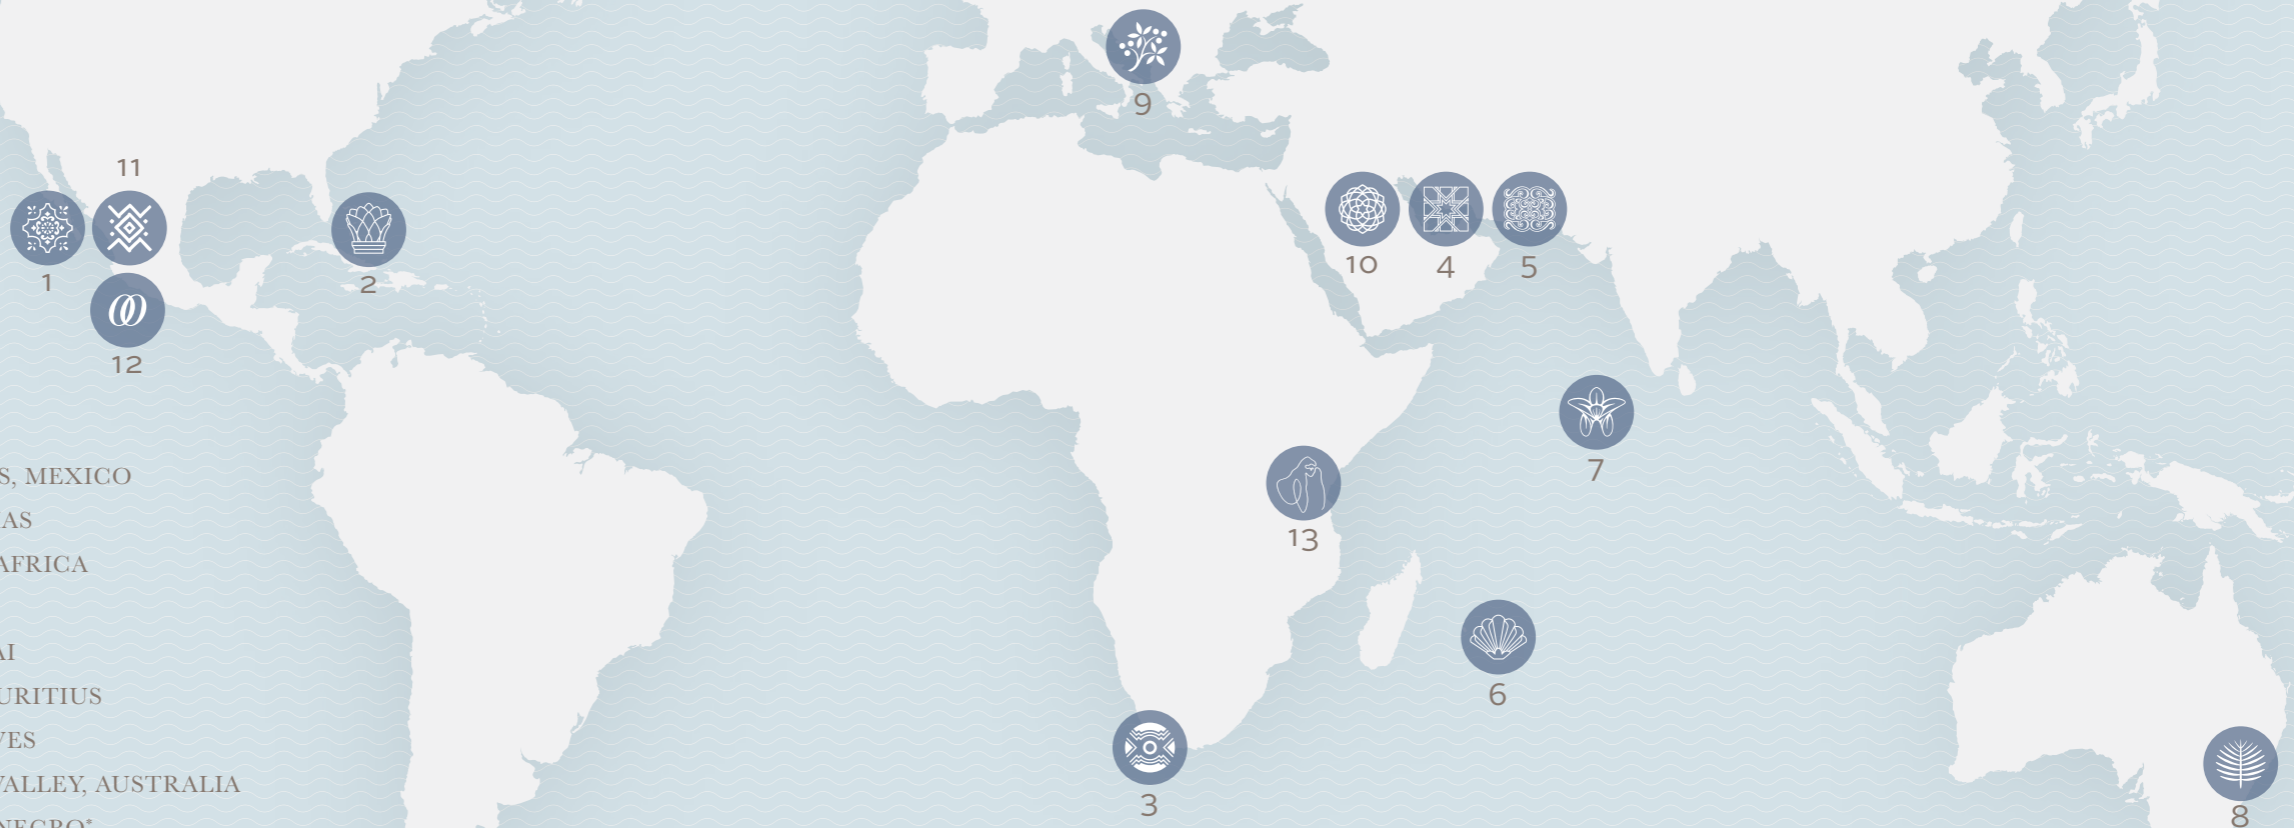 9
11
1
2
12
10
4
5
7
13
6
3
8
S, MEXICO
AS
AFRICA
AI
URITIUS
VES
VALLEY, AUSTRALIA
NEGRO*